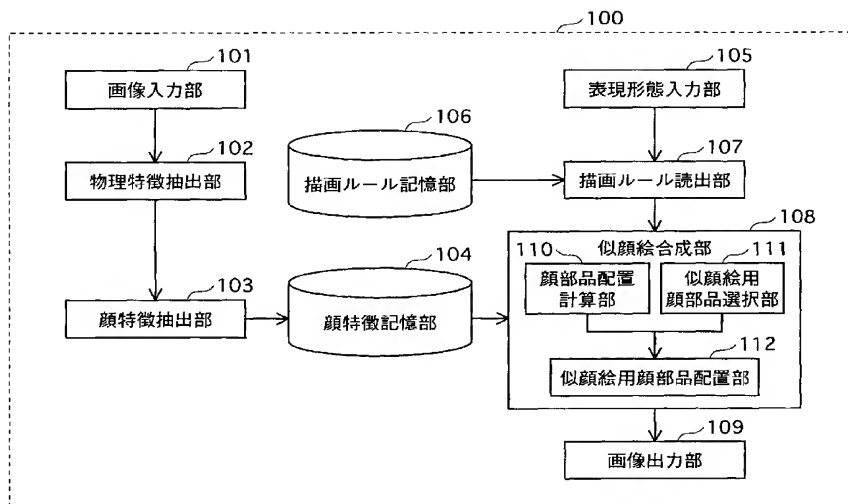 100
101
画像入力部
105
表現形態入力部
106
描画ルール記憶部
102
物理特徴抽出部
107
描画ルール読出部
108
似顔絵合成部
110
顔部品配置
計算部
111
似顔絵用
顔部品選択部
103
顔特徴抽出部
104
顔特徴記憶部
112
似顔絵用顔部品配置部
109
画像出力部